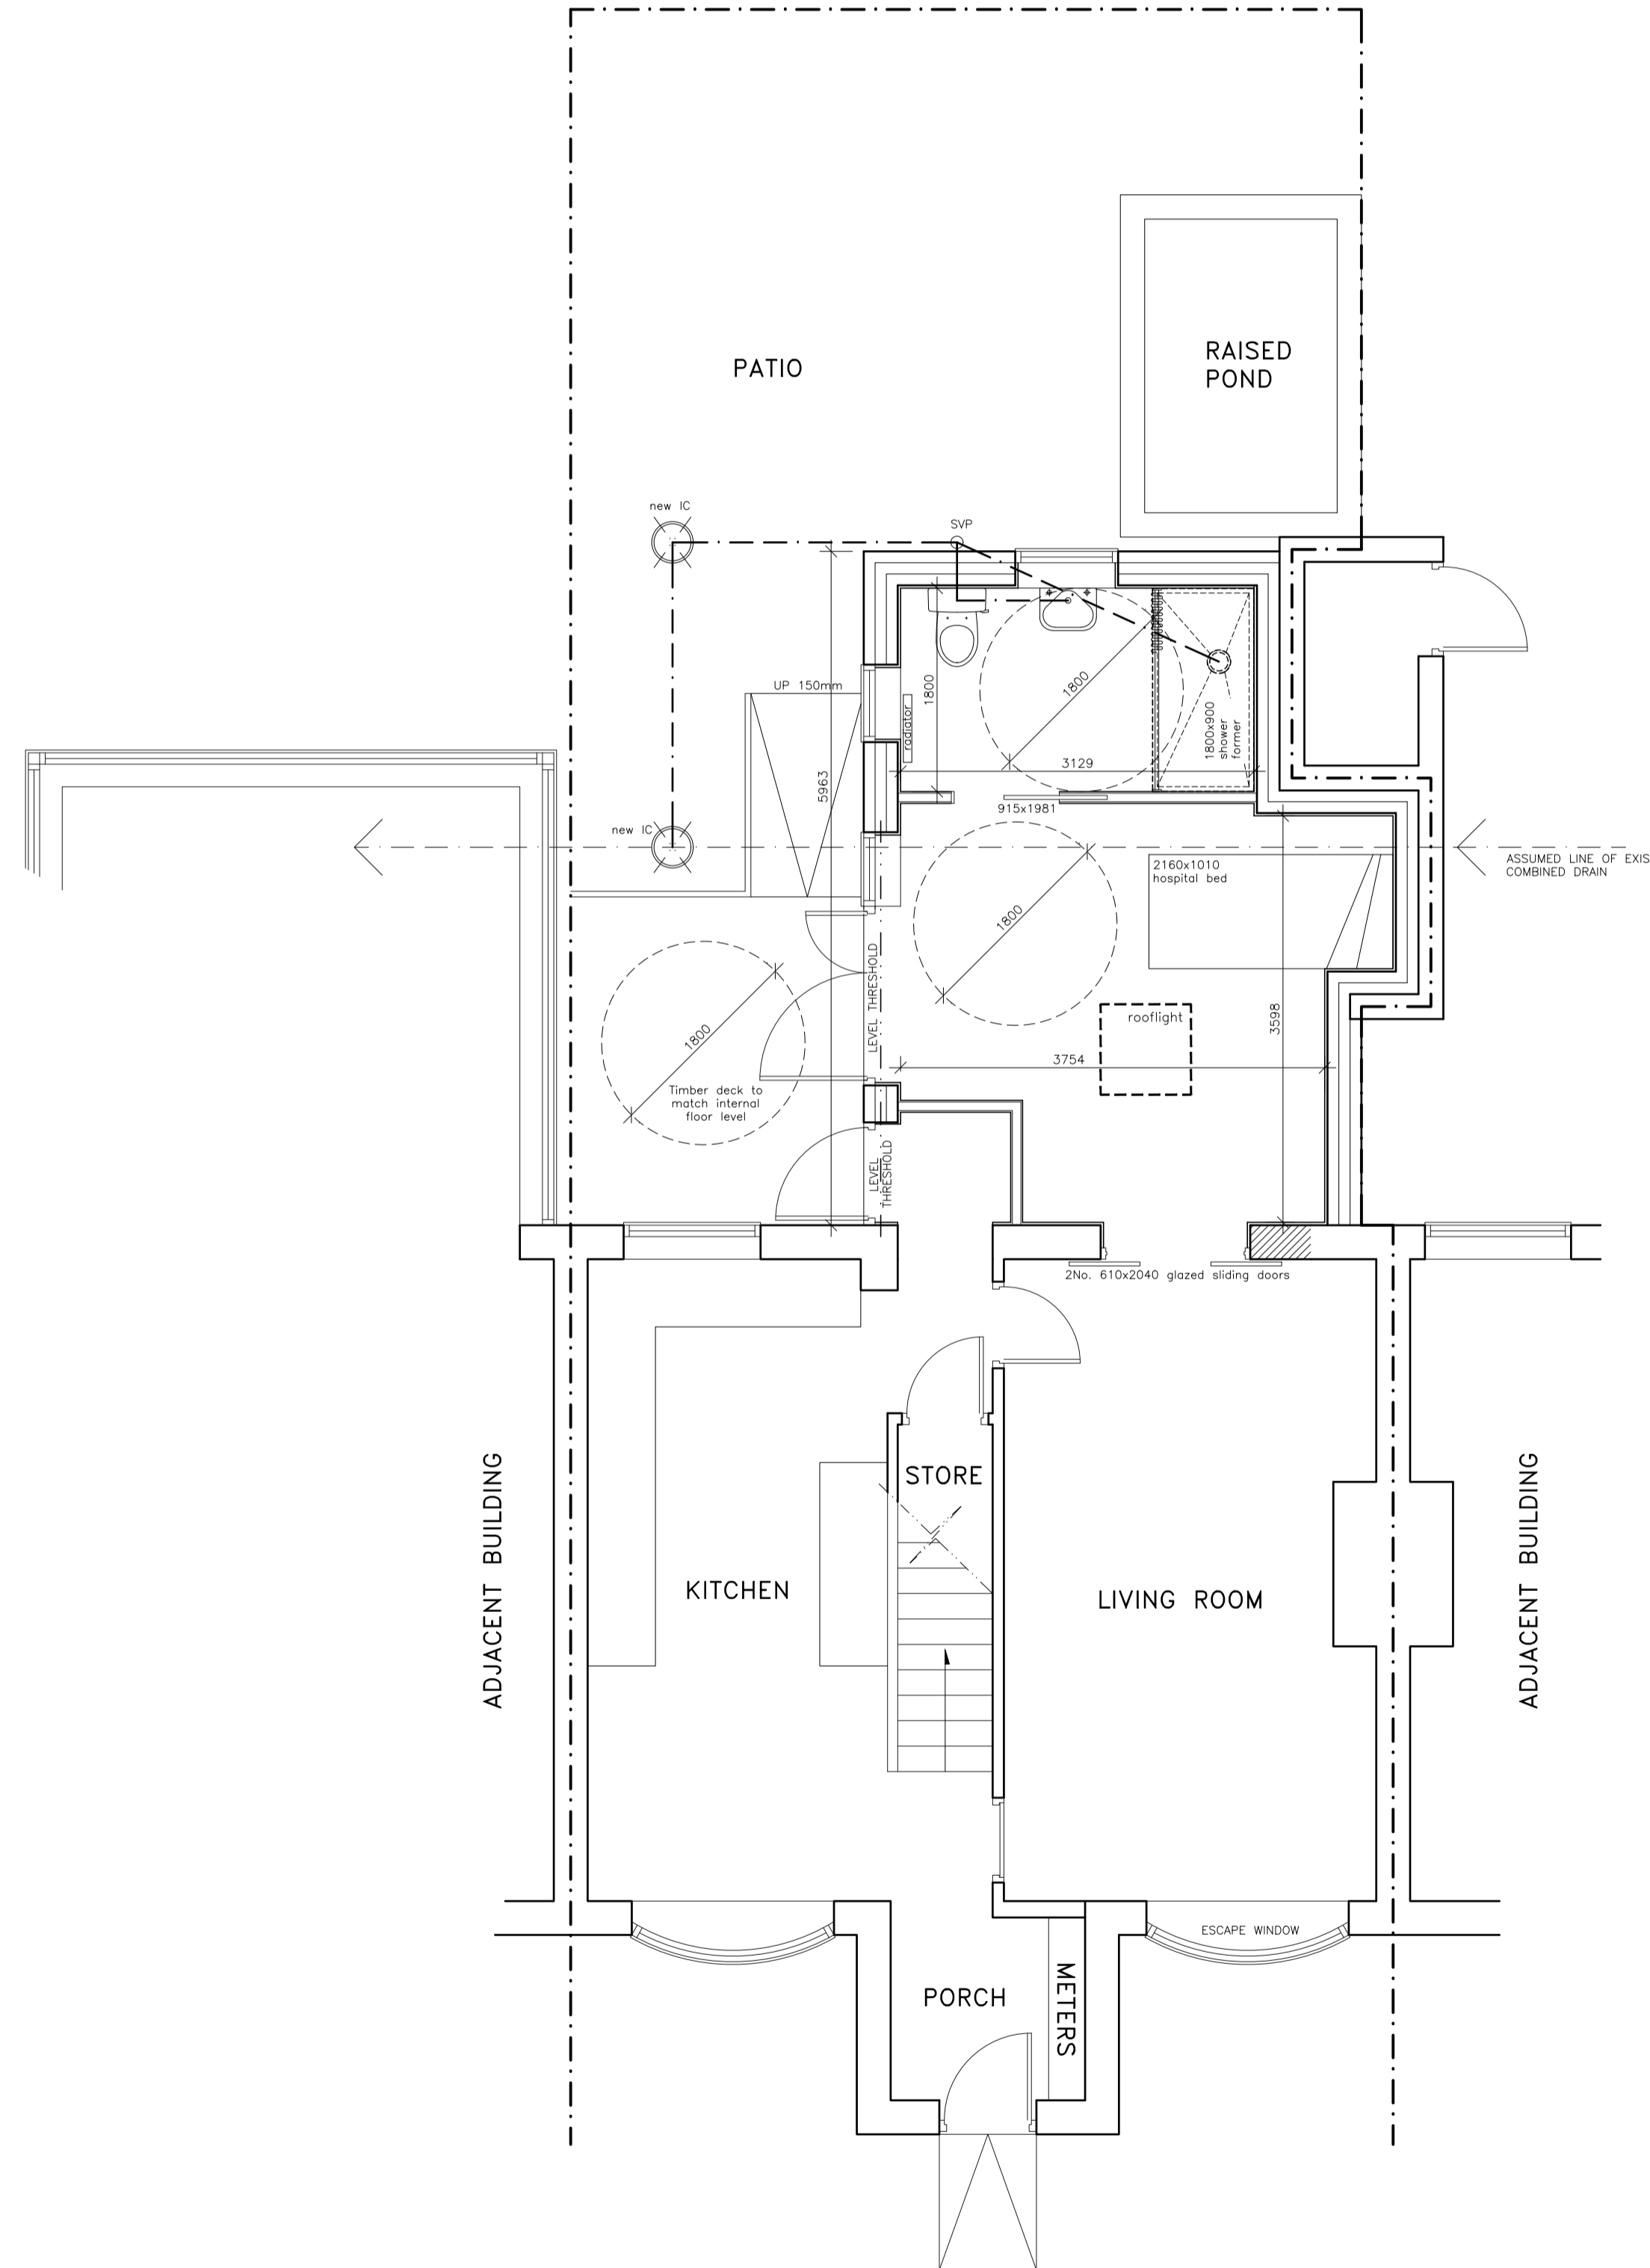 PATIO
RAISED
POND
new IC
SVP
UP 150mm
radiator
1800
1800
1800x900
shower
former
3129
5963
915x1981
new IC
2160x1010
hospital bed
ASSUMED LINE OF EXIS
COMBINED DRAIN
1800
LEVEL THRESHOLD
rooflight
3598
1800
3754
Timber deck to
match internal
floor level
LEVEL
THRESHOLD
2No. 610x2040 glazed sliding doors
STORE
ADJACENT BUILDING
KITCHEN
LIVING ROOM
ADJACENT BUILDING
ESCAPE WINDOW
PORCH
METERS